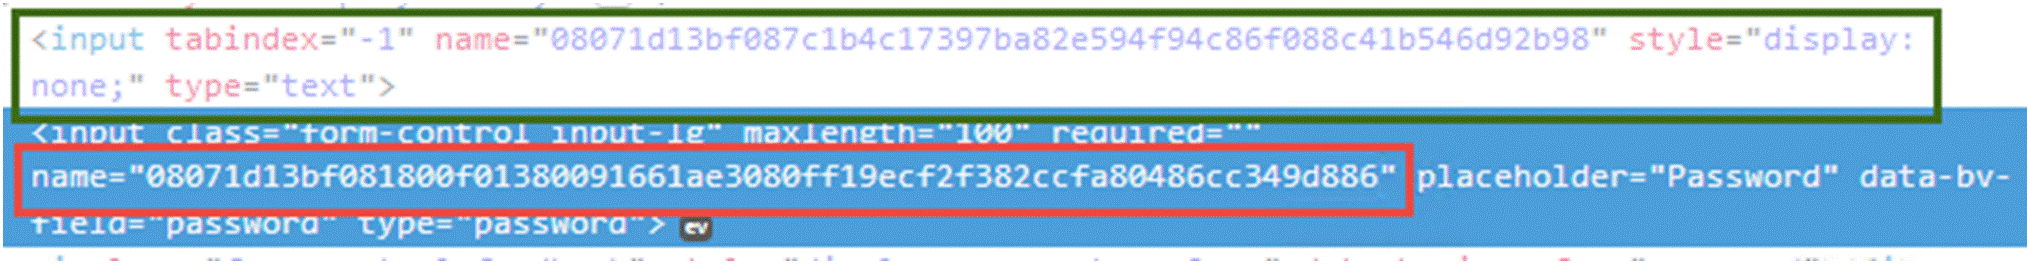 <input tabindex="-1" name="08071d13bf087c1b4c17397ba82e594f94c86f088c41b546d92b98" style="display:
none;" type="text">
<input class="form-control input-lg" maxlength="100" required=""
name="08071d13bf081800f01380091661ae3080ff19ecf2f382ccfa80486cc349d886" placeholder="Password" data-bv-
field="password" type="password"> ev